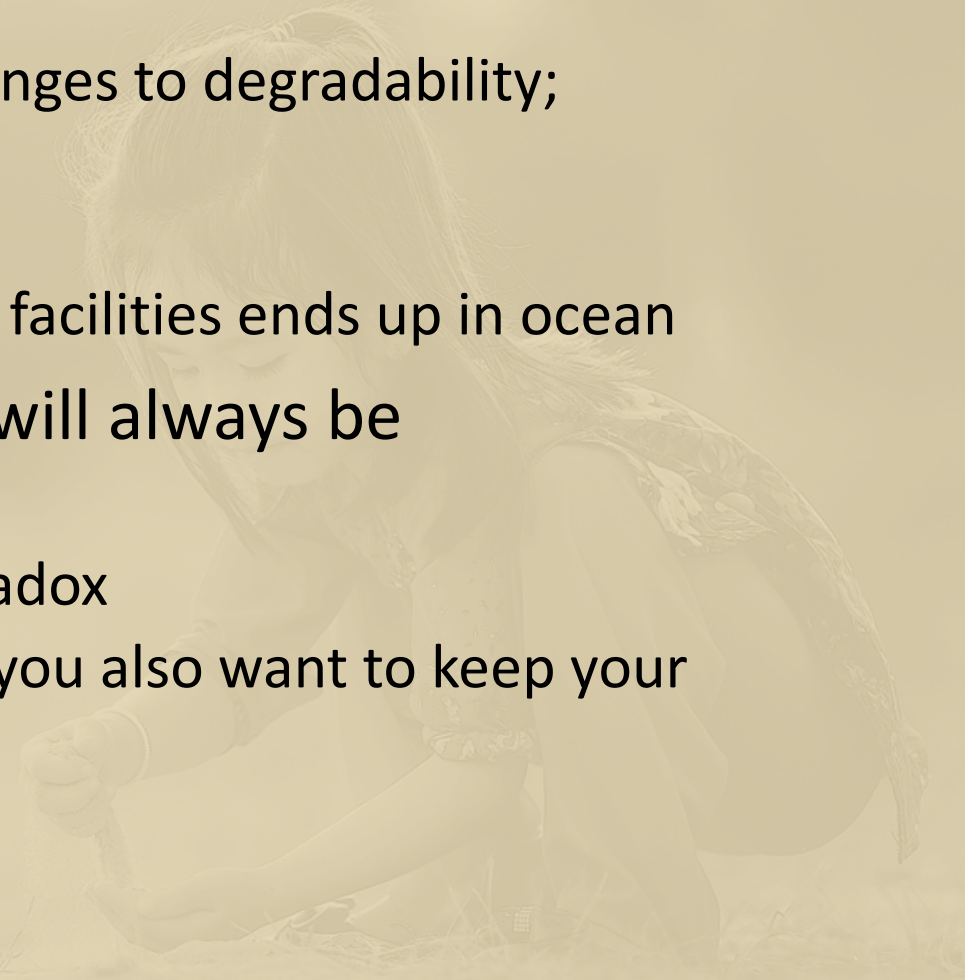 nges to degradability;
facilities ends up in ocean
will always be
adox
you also want to keep your